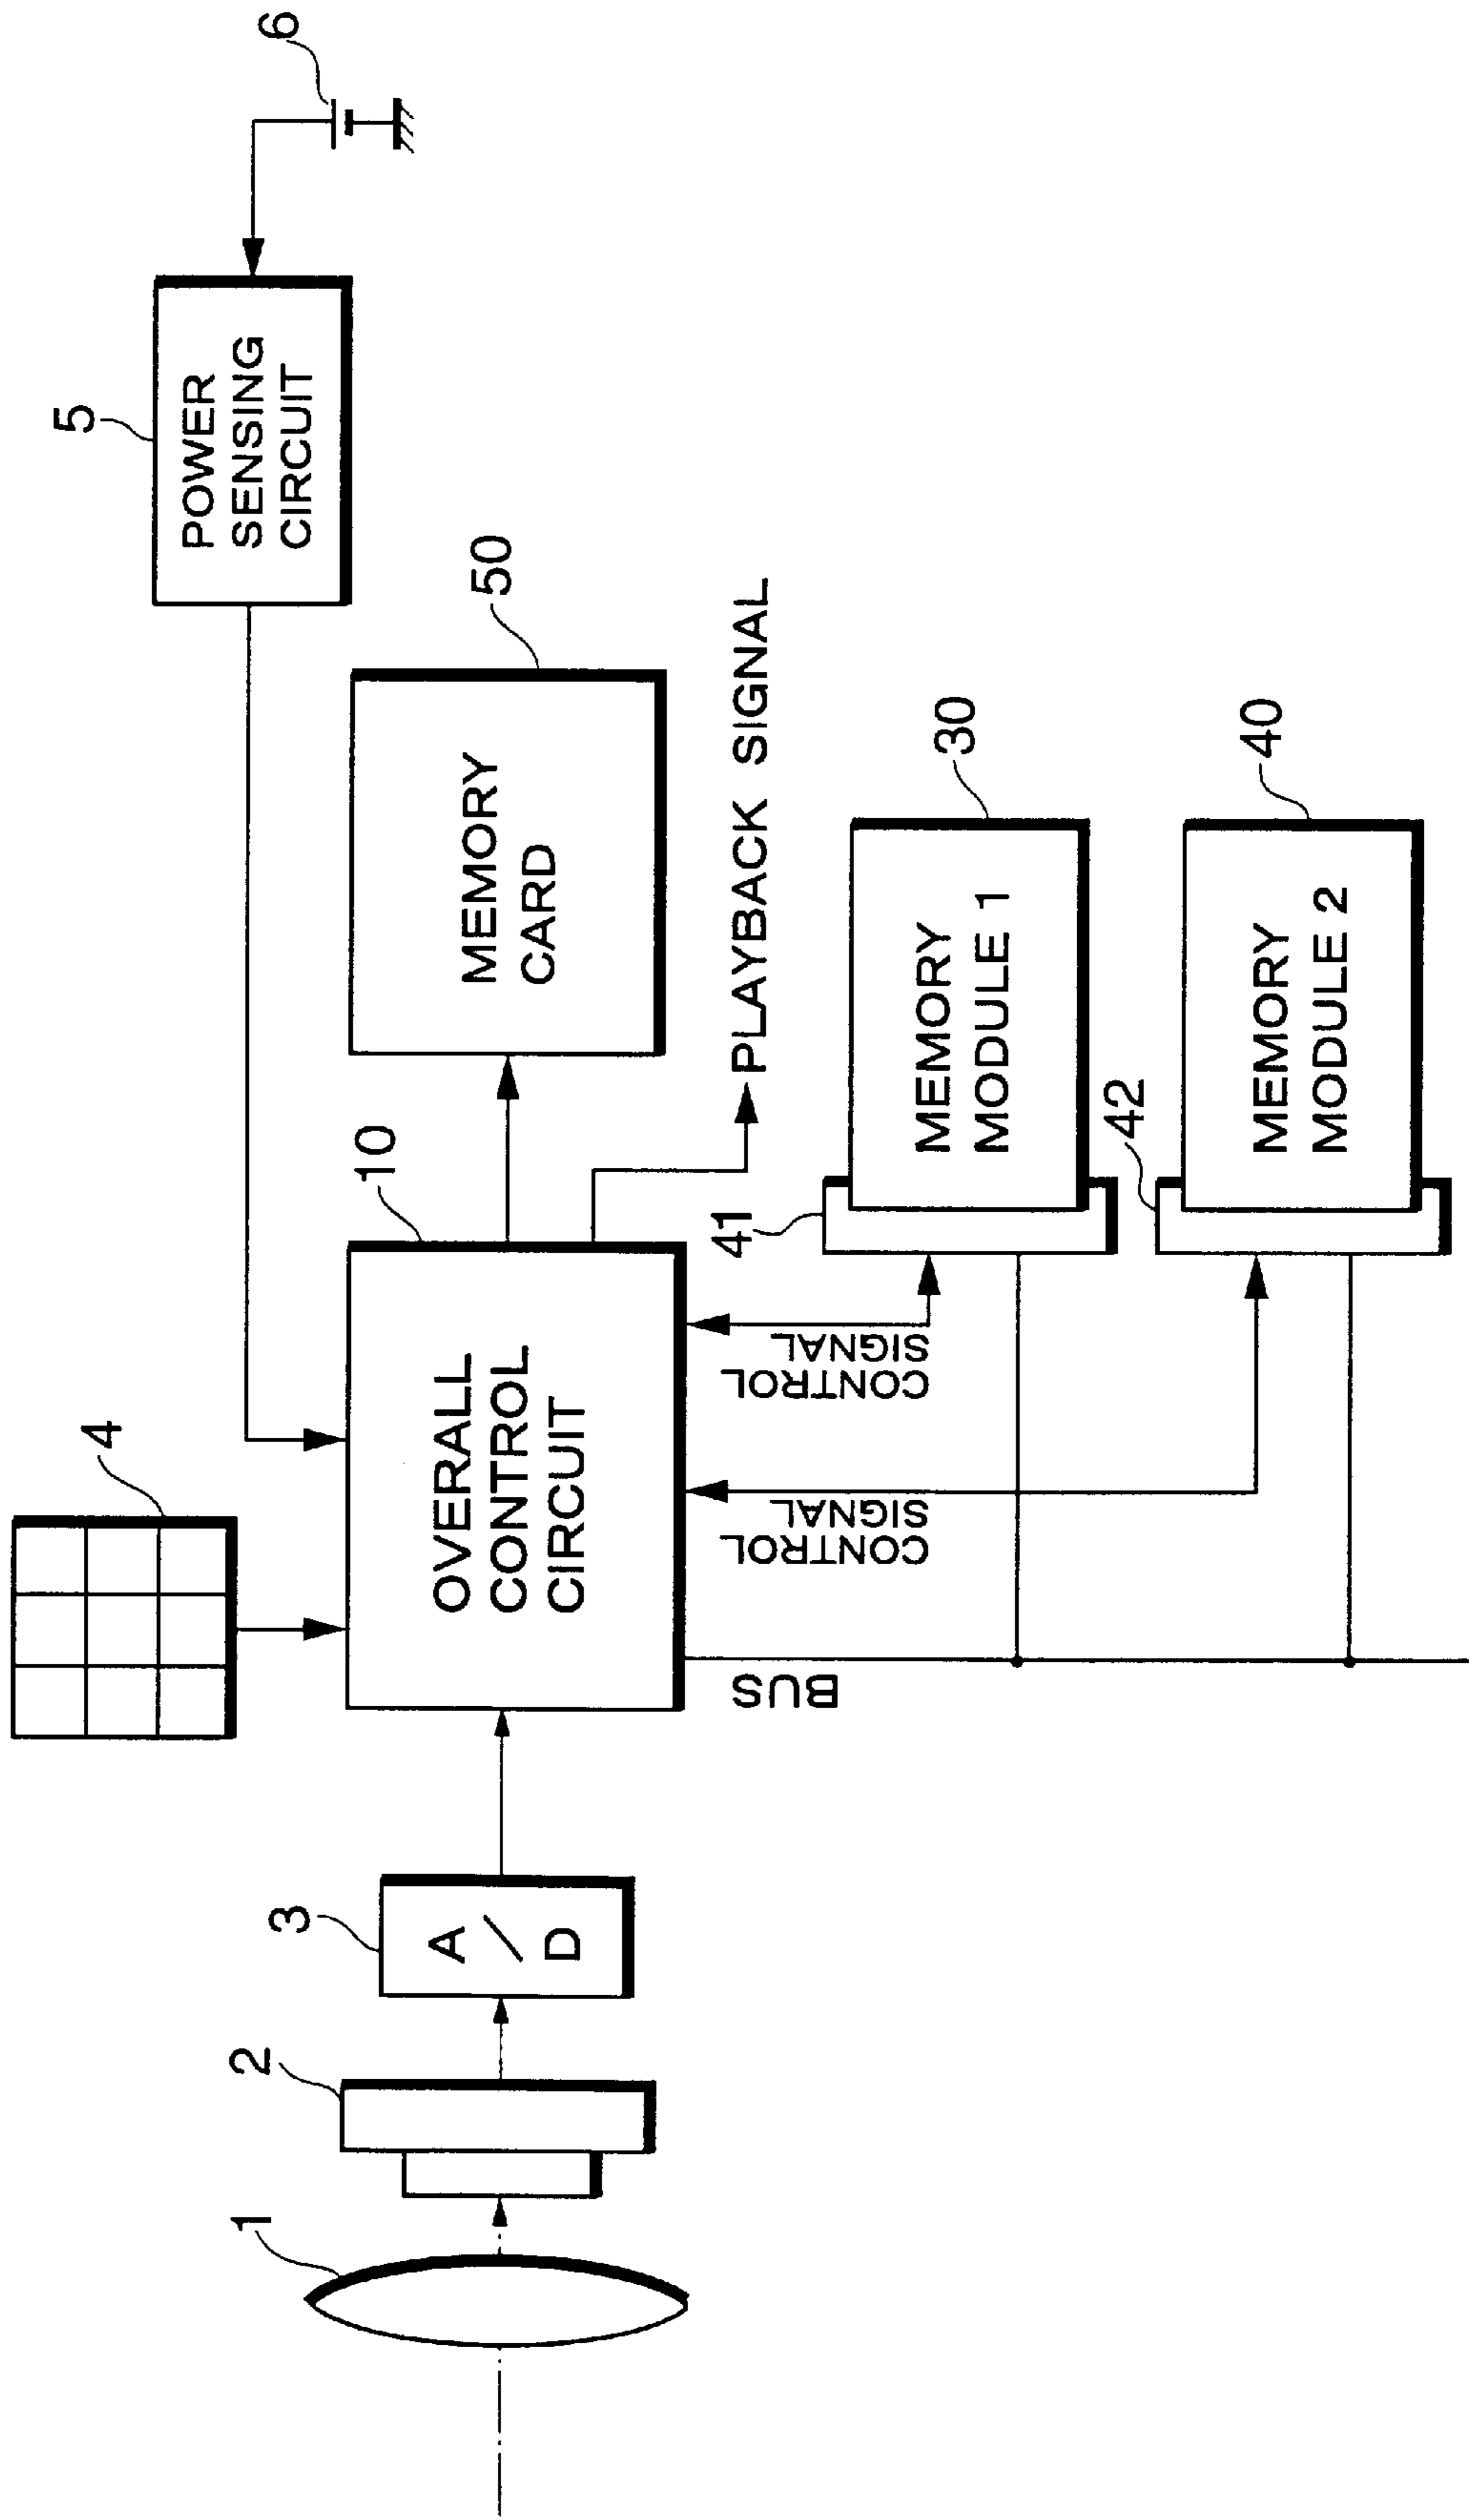 6
5
POWER
SENSING
CIRCUIT
50
MEMORY
CARD
PLAYBACK SIGNAL
4
10
OVERALL
CONTROL
CIRCUIT
41
30
MEMORY
MODULE 1
42
40
MEMORY
MODULE 2
CONTROL
SIGNAL
CONTROL
SIGNAL
BUS
3
A
/
D
2
1